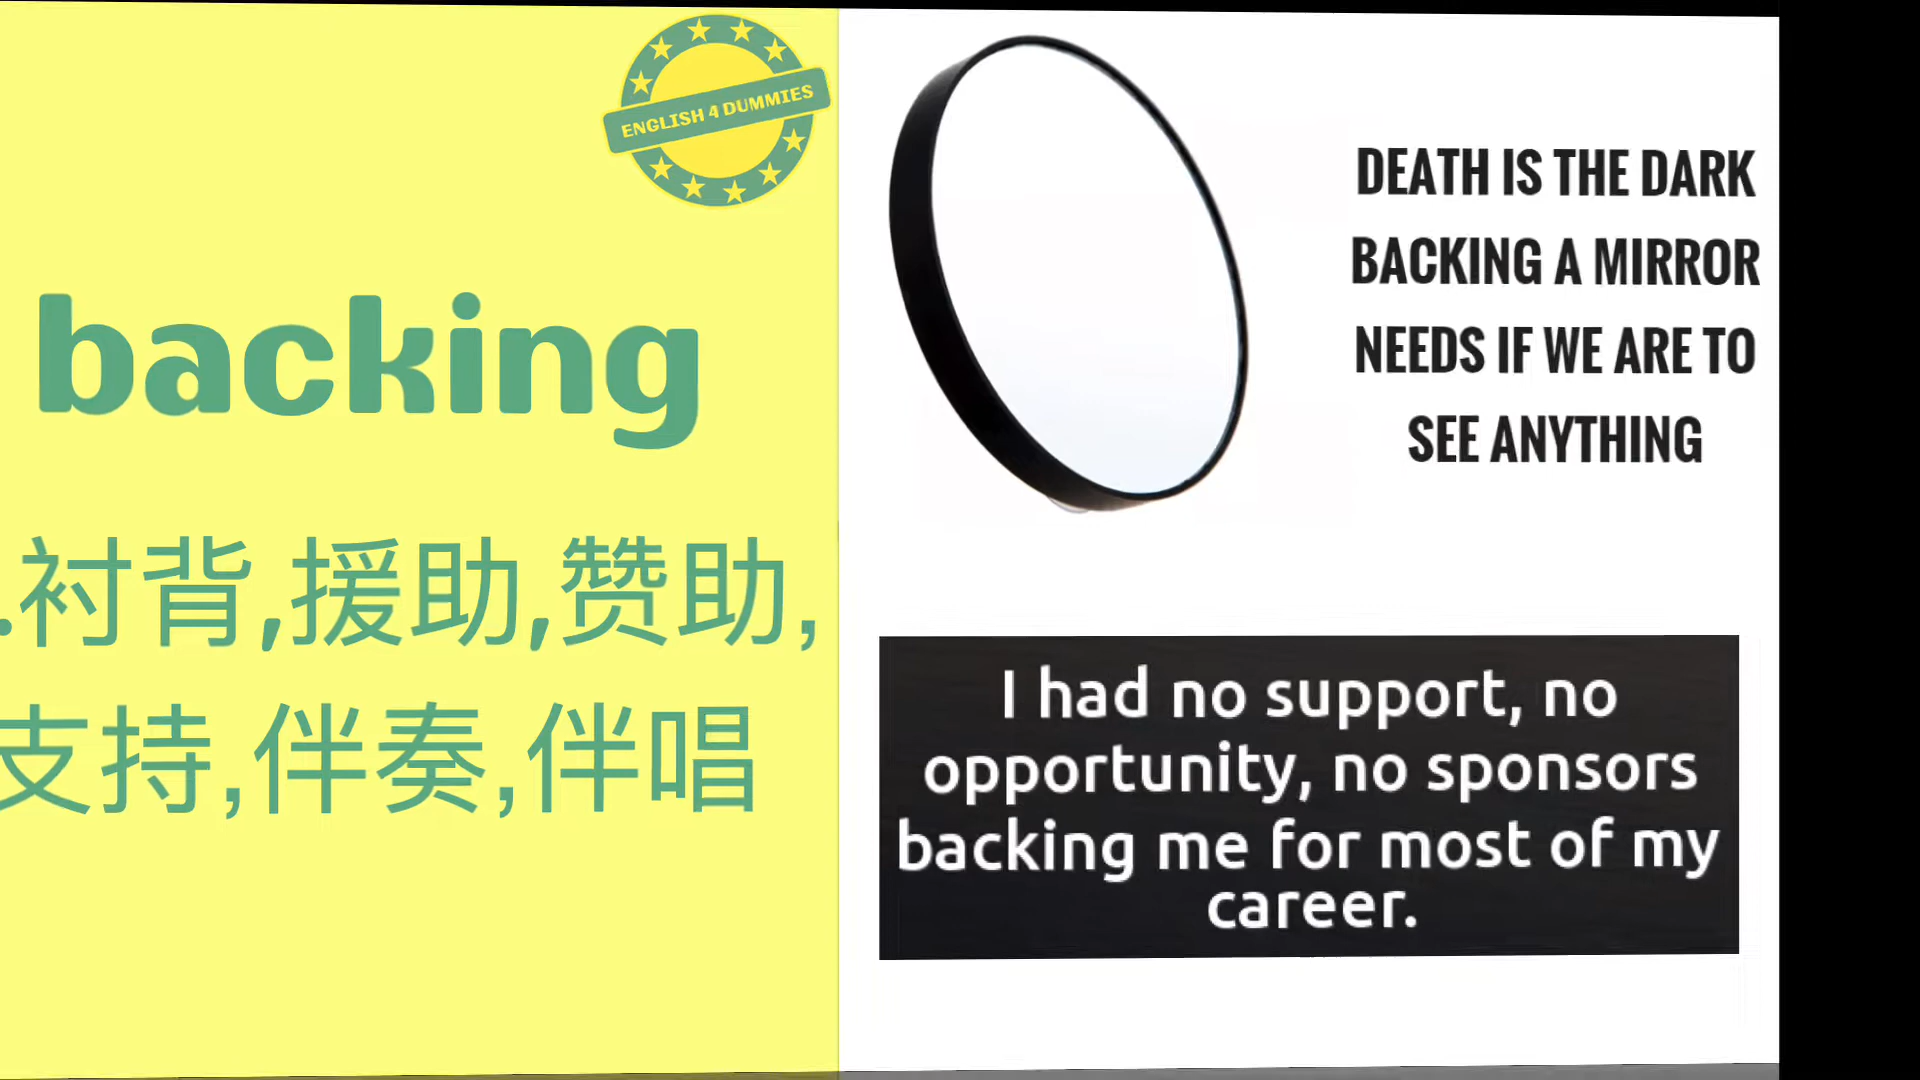 ENGLISH 4 DUMMIES
backing
.衬背,援助,赞助,
支持,伴奏,伴唱
DEATH IS THE DARK
BACKING A MIRROR
NEEDS IF WE ARE TO
SEE ANYTHING
I had no support, no
opportunity, no sponsors
backing me for most of my
career.